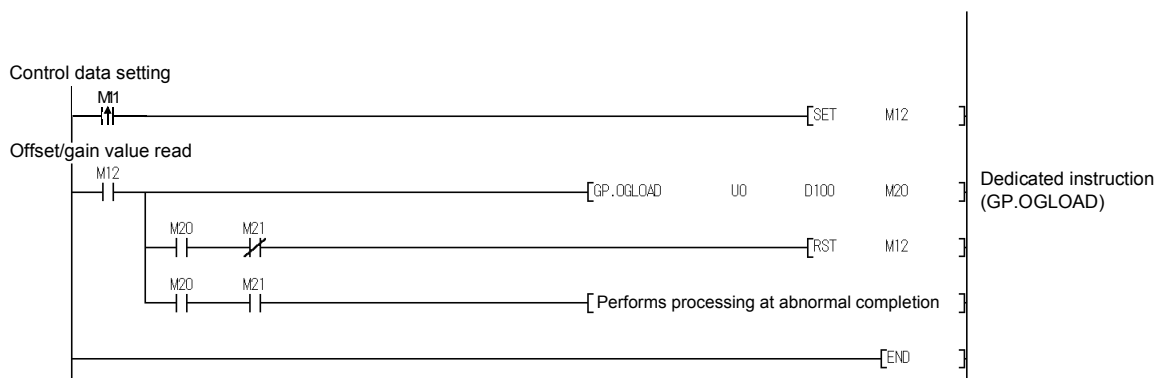 Control data setting
M11
SET M12
Offset/gain value read
M12
GP.OGLOAD U0 D100 M20
Dedicated instruction
(GP.OGLOAD)
M20 M21
RST M12
M20 M21
Performs processing at abnormal completion
END